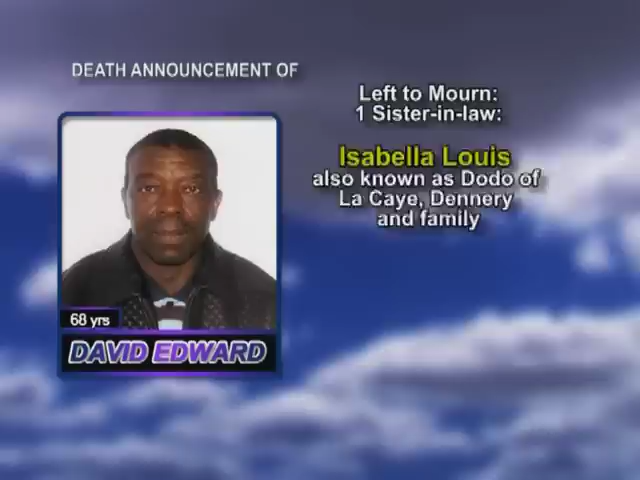 DEATH ANNOUNCEMENT OF
68 yrs
DAVID EDWARD
Left to Mourn:
1 Sister-in-law:
Isabella Louis
also known as Dodo of
La Caye, Dennery
and family